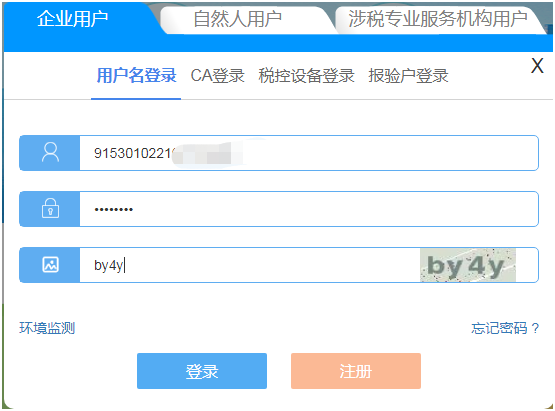 企业用户 自然人用户 涉税专业服务机构用户
X
用户名登录 CA登录 税控设备登录 报验户登录
9153010221
••••••••
by4y by4y
环境监测 忘记密码？
登录 注册